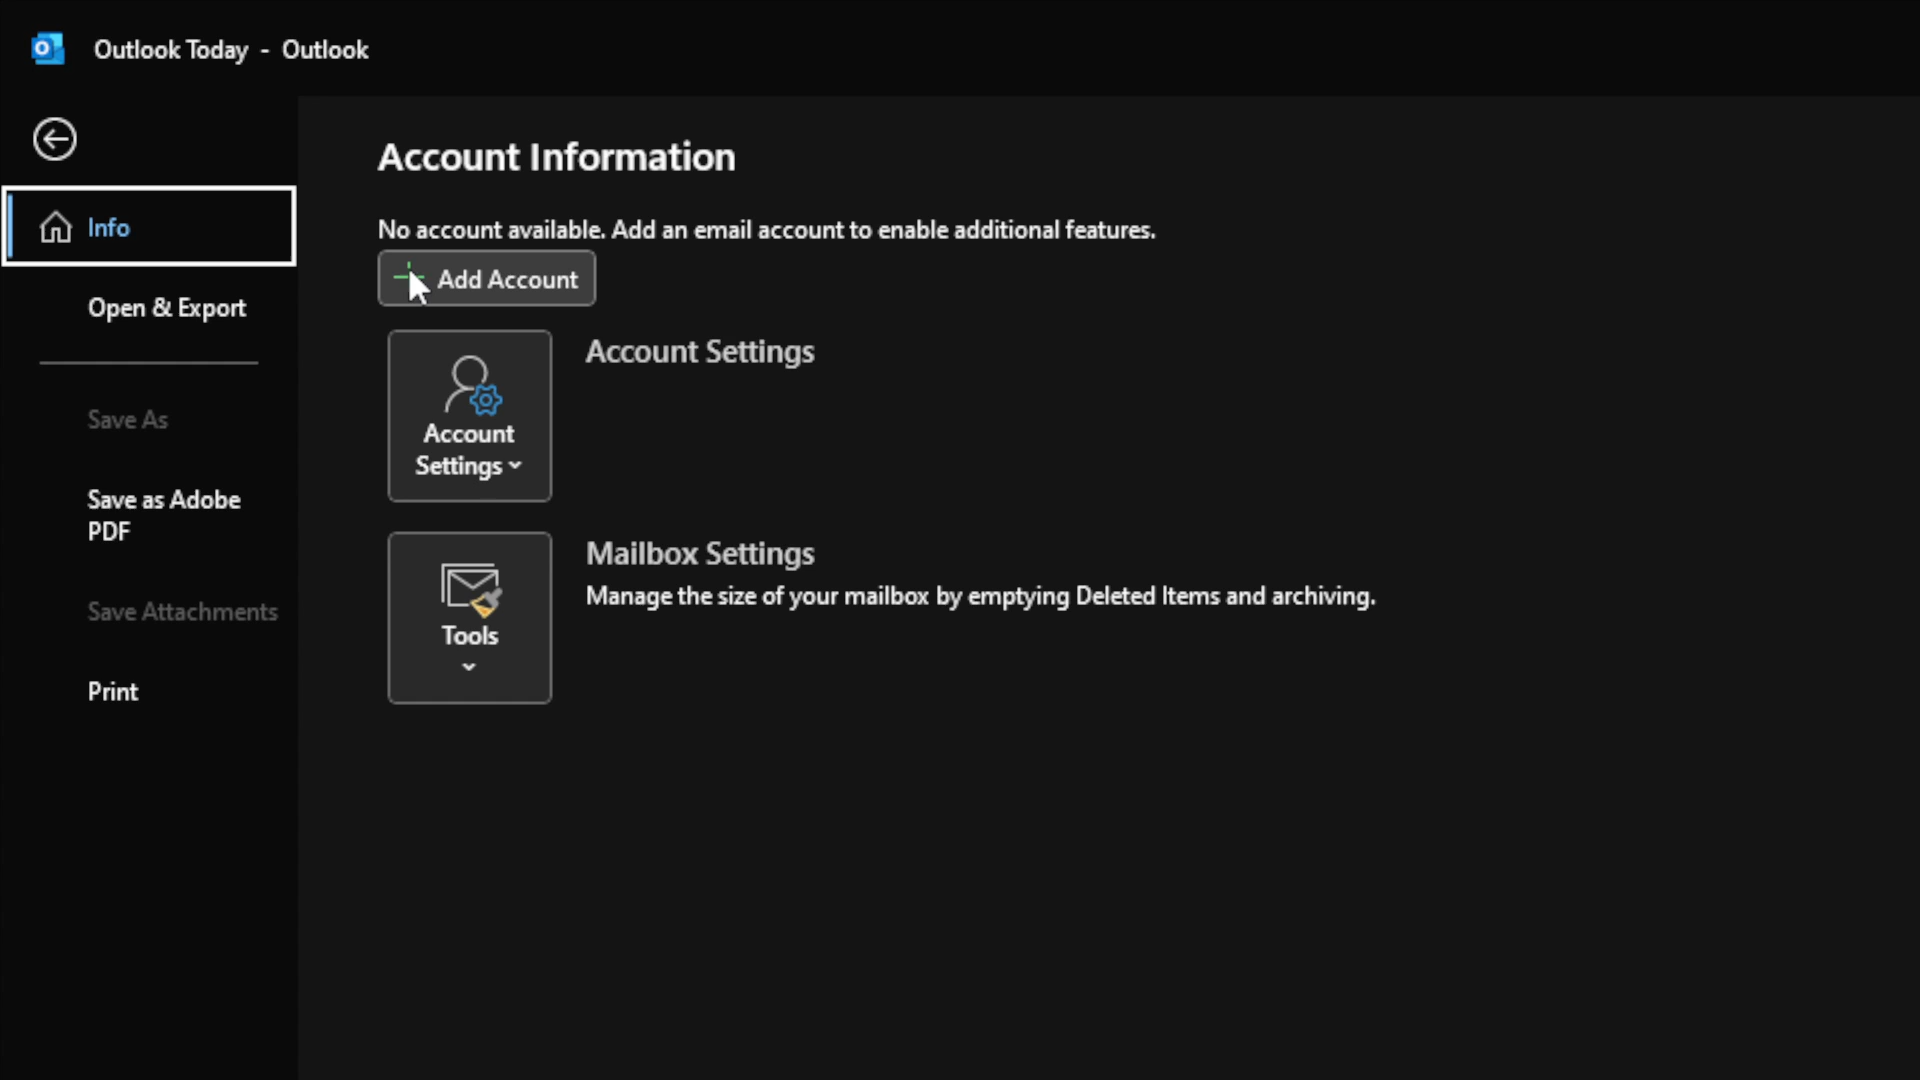 Outlook Today - Outlook
Info
Open & Export
Save As
Save as Adobe
PDF
Save Attachments
Print
Account Information
No account available. Add an email account to enable additional features.
Add Account
Account
Settings
Account Settings
Tools
Mailbox Settings
Manage the size of your mailbox by emptying Deleted Items and archiving.